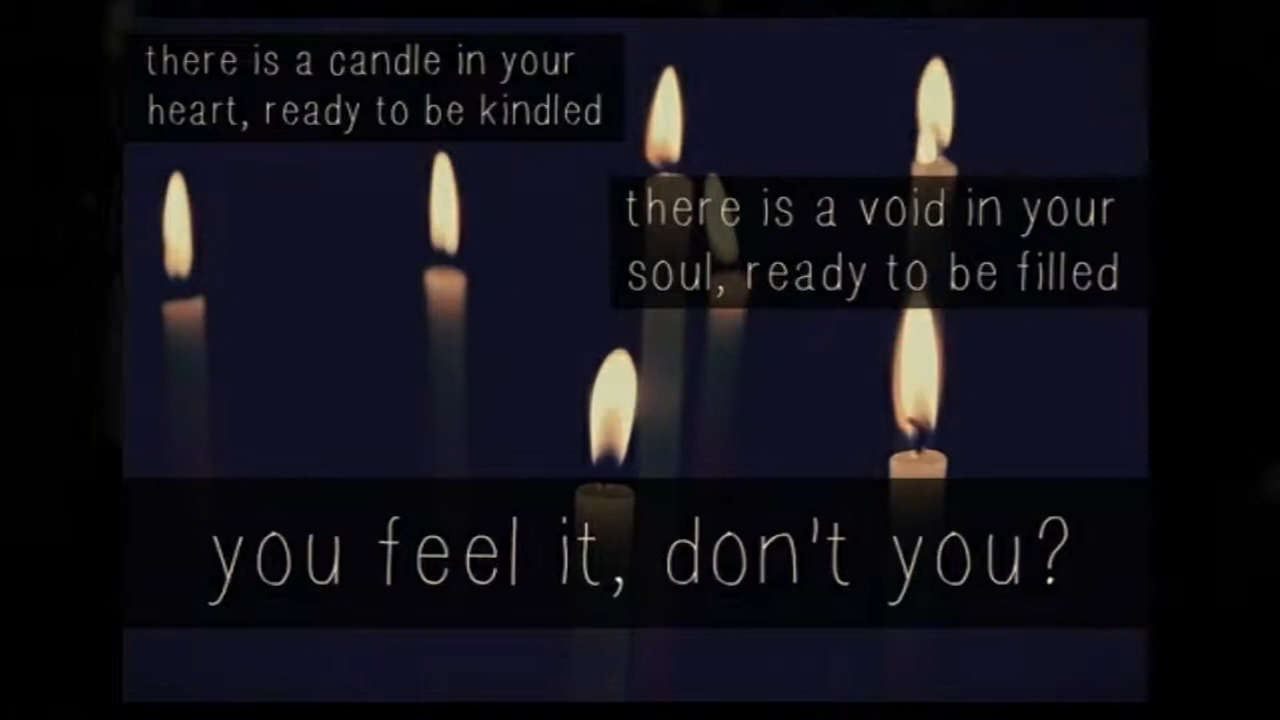 there is a candle in your
heart, ready to be kindled
there is a void in your
soul, ready to be filled
you feel it, don't you?